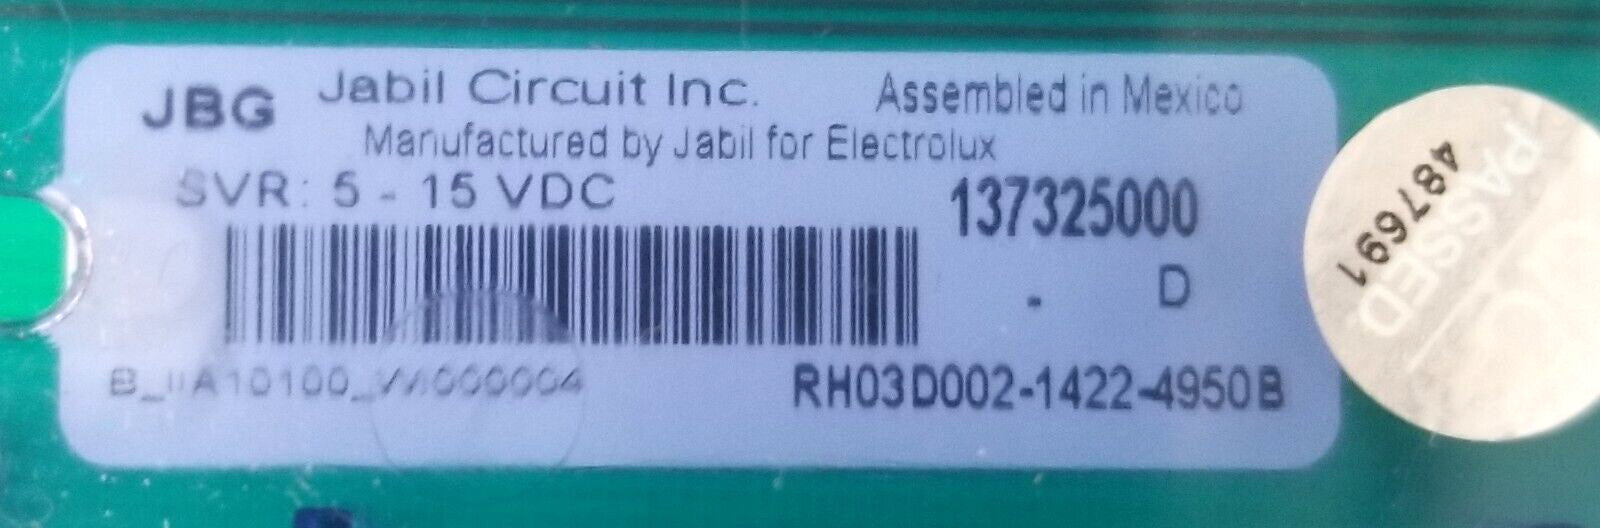 JBG Jabil Circuit Inc. Assembled in Mexico
Manufactured by Jabil for Electrolux
SVR: 5 - 15 VDC
137325000
- D
RH03D002-1422-4950B
487691
PASSED
QC